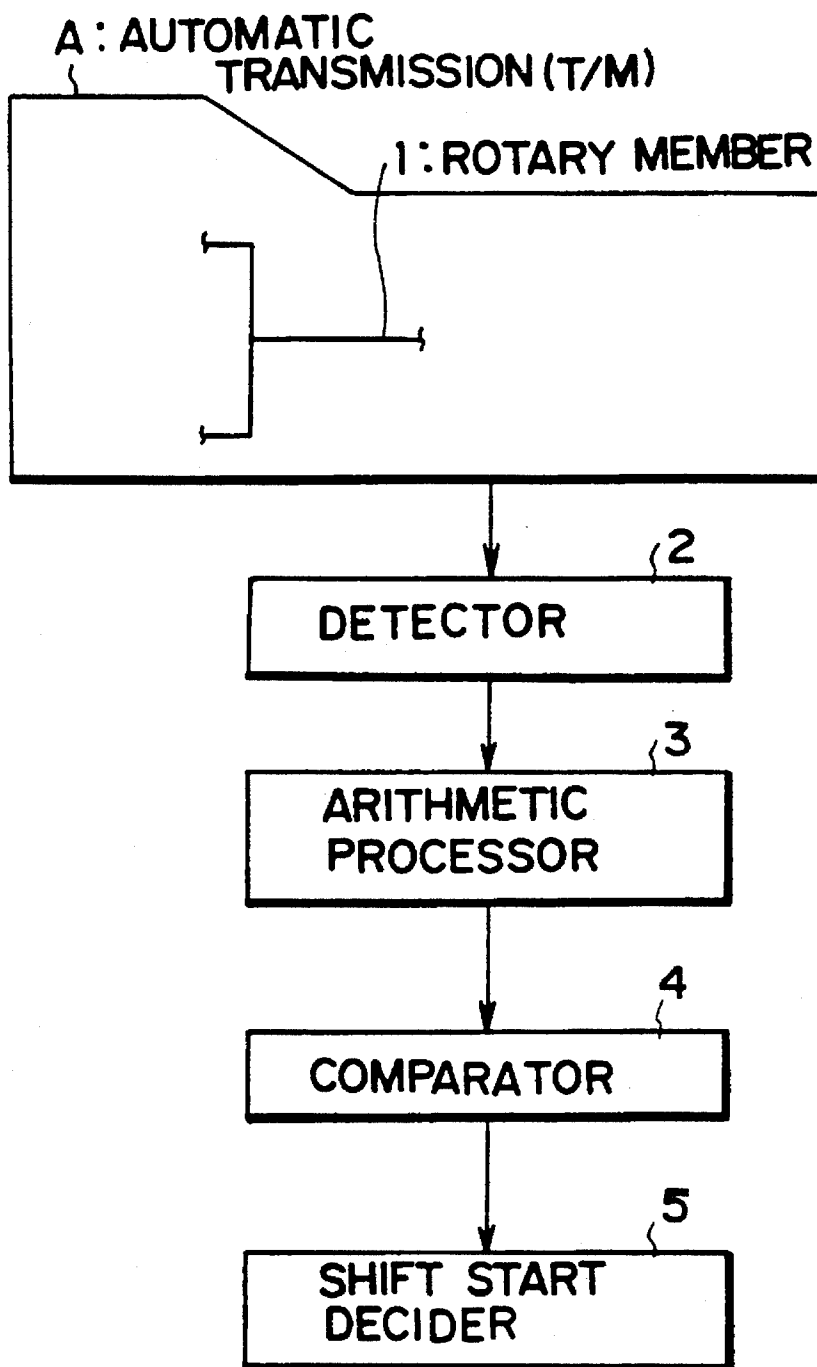 A: AUTOMATIC
TRANSMISSION (T/M)
1: ROTARY MEMBER
2
DETECTOR
3
ARITHMETIC
PROCESSOR
4
COMPARATOR
5
SHIFT START
DECIDER